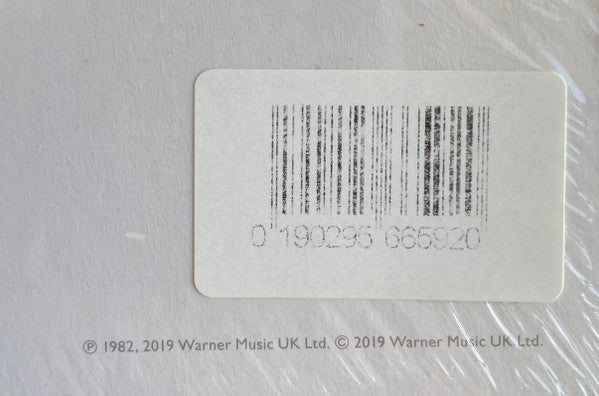 0 190295 665920
℗ 1982, 2019 Warner Music UK Ltd. © 2019 Warner Music UK Ltd.